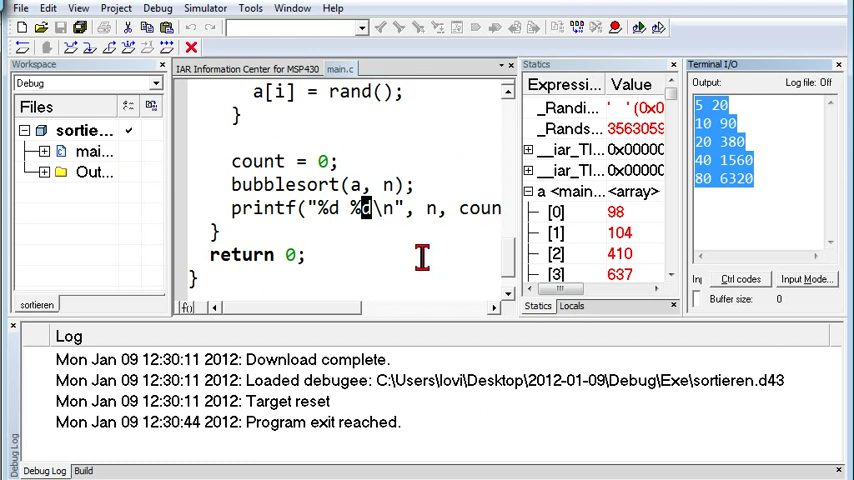 File Edit View Project Debug Simulator Tools Window Help
Workspace
Debug
Files
sortie...
mai...
Out...
sortieren
IAR Information Center for MSP430 main.c
a[i] = rand();
}
count = 0;
bubblesort(a, n);
printf("%d %d\n", n, coun
}
return 0;
}
f()
Statics
Expressi... Value
_Randi ' ' (0x0
_Rands 3563059
__iar_Tl 0x00000
__iar_Tl 0x00000
a <main... <array>
[0] 98
[1] 104
[2] 410
[3] 637
Statics Locals
Terminal I/O
Output: Log file: Off
5 20
10 90
20 380
40 1560
80 6320
Ctrl codes Input Mode...
Buffer size: 0
Log
Mon Jan 09 12:30:11 2012: Download complete.
Mon Jan 09 12:30:11 2012: Loaded debugee: C:\Users\lovi\Desktop\2012-01-09\Debug\Exe\sortieren.d43
Mon Jan 09 12:30:11 2012: Target reset
Mon Jan 09 12:30:44 2012: Program exit reached.
Debug Log
Debug Log Build